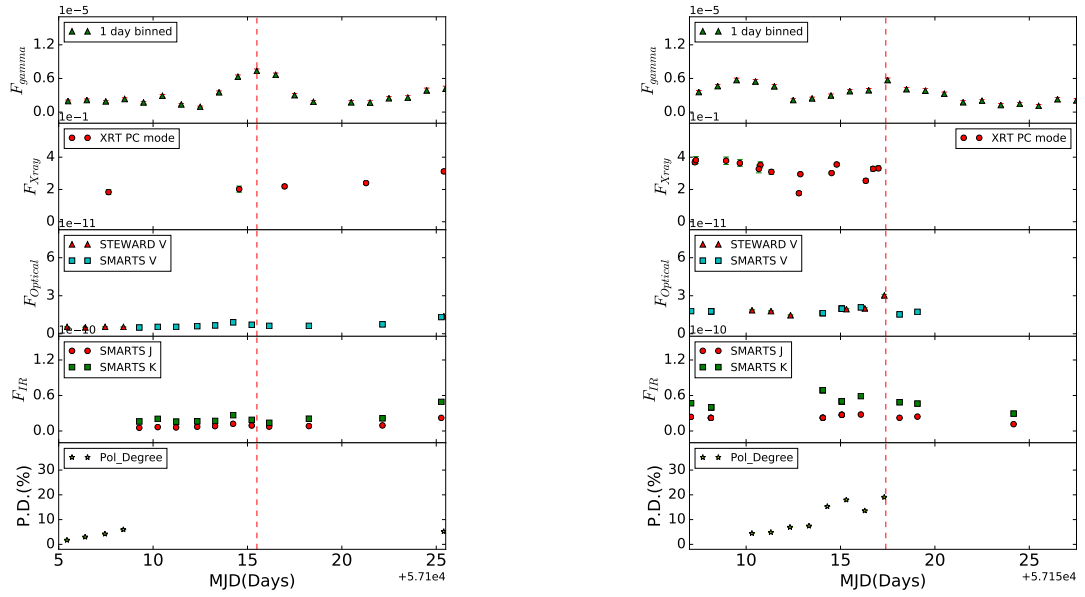 1e−5
1 day binned
F_gamma
1.2
0.6
0.0
1e−1
XRT PC mode
F_Xray
4
2
0
1e−11
STEWARD V
SMARTS V
F_Optical
6
3
0
1e−10
SMARTS J
SMARTS K
F_IR
1.2
0.6
0.0
Pol_Degree
P.D.(%)
30
20
10
0
5 10 15 20 25
+5.71e4
MJD(Days)
1e−5
1 day binned
F_gamma
1.2
0.6
0.0
1e−1
XRT PC mode
F_Xray
4
2
0
1e−11
STEWARD V
SMARTS V
F_Optical
6
3
0
1e−10
SMARTS J
SMARTS K
F_IR
1.2
0.6
0.0
Pol_Degree
P.D.(%)
30
20
10
0
10 15 20 25
+5.715e4
MJD(Days)